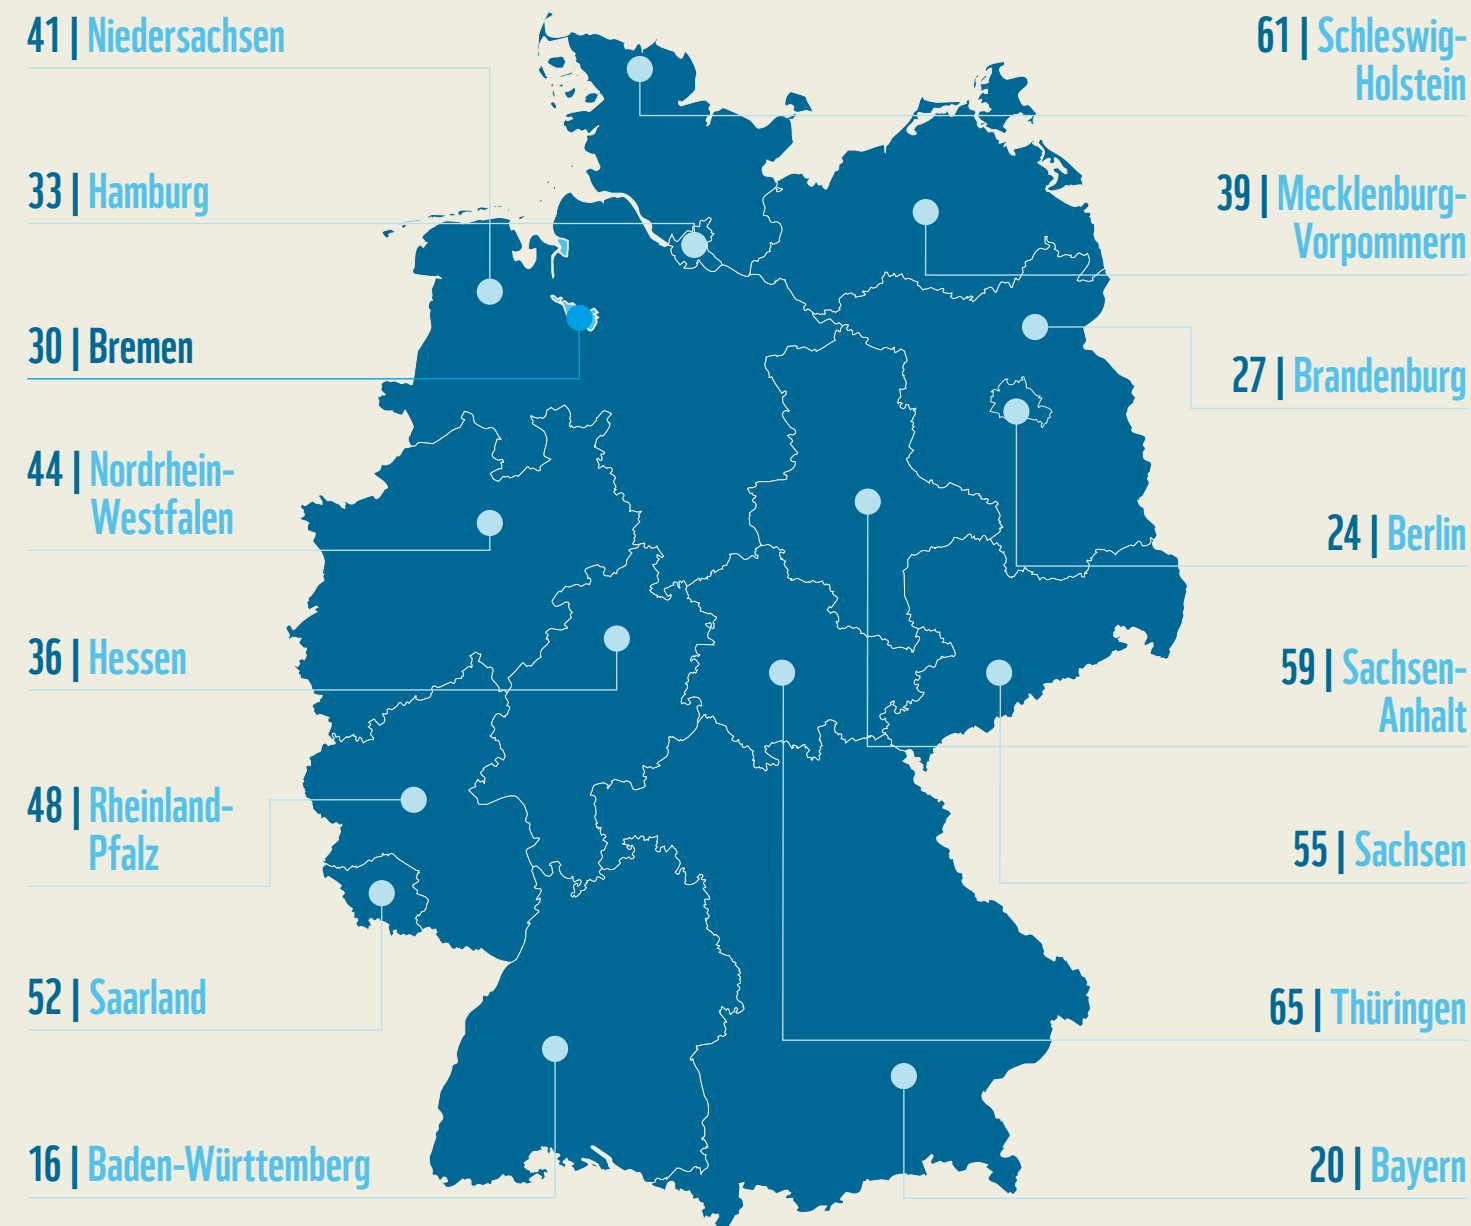 41 | Niedersachsen
33 | Hamburg
30 | Bremen
44 | Nordrhein-
Westfalen
36 | Hessen
48 | Rheinland-
Pfalz
52 | Saarland
16 | Baden-Württemberg
61 | Schleswig-
Holstein
39 | Mecklenburg-
Vorpommern
27 | Brandenburg
24 | Berlin
59 | Sachsen-
Anhalt
55 | Sachsen
65 | Thüringen
20 | Bayern